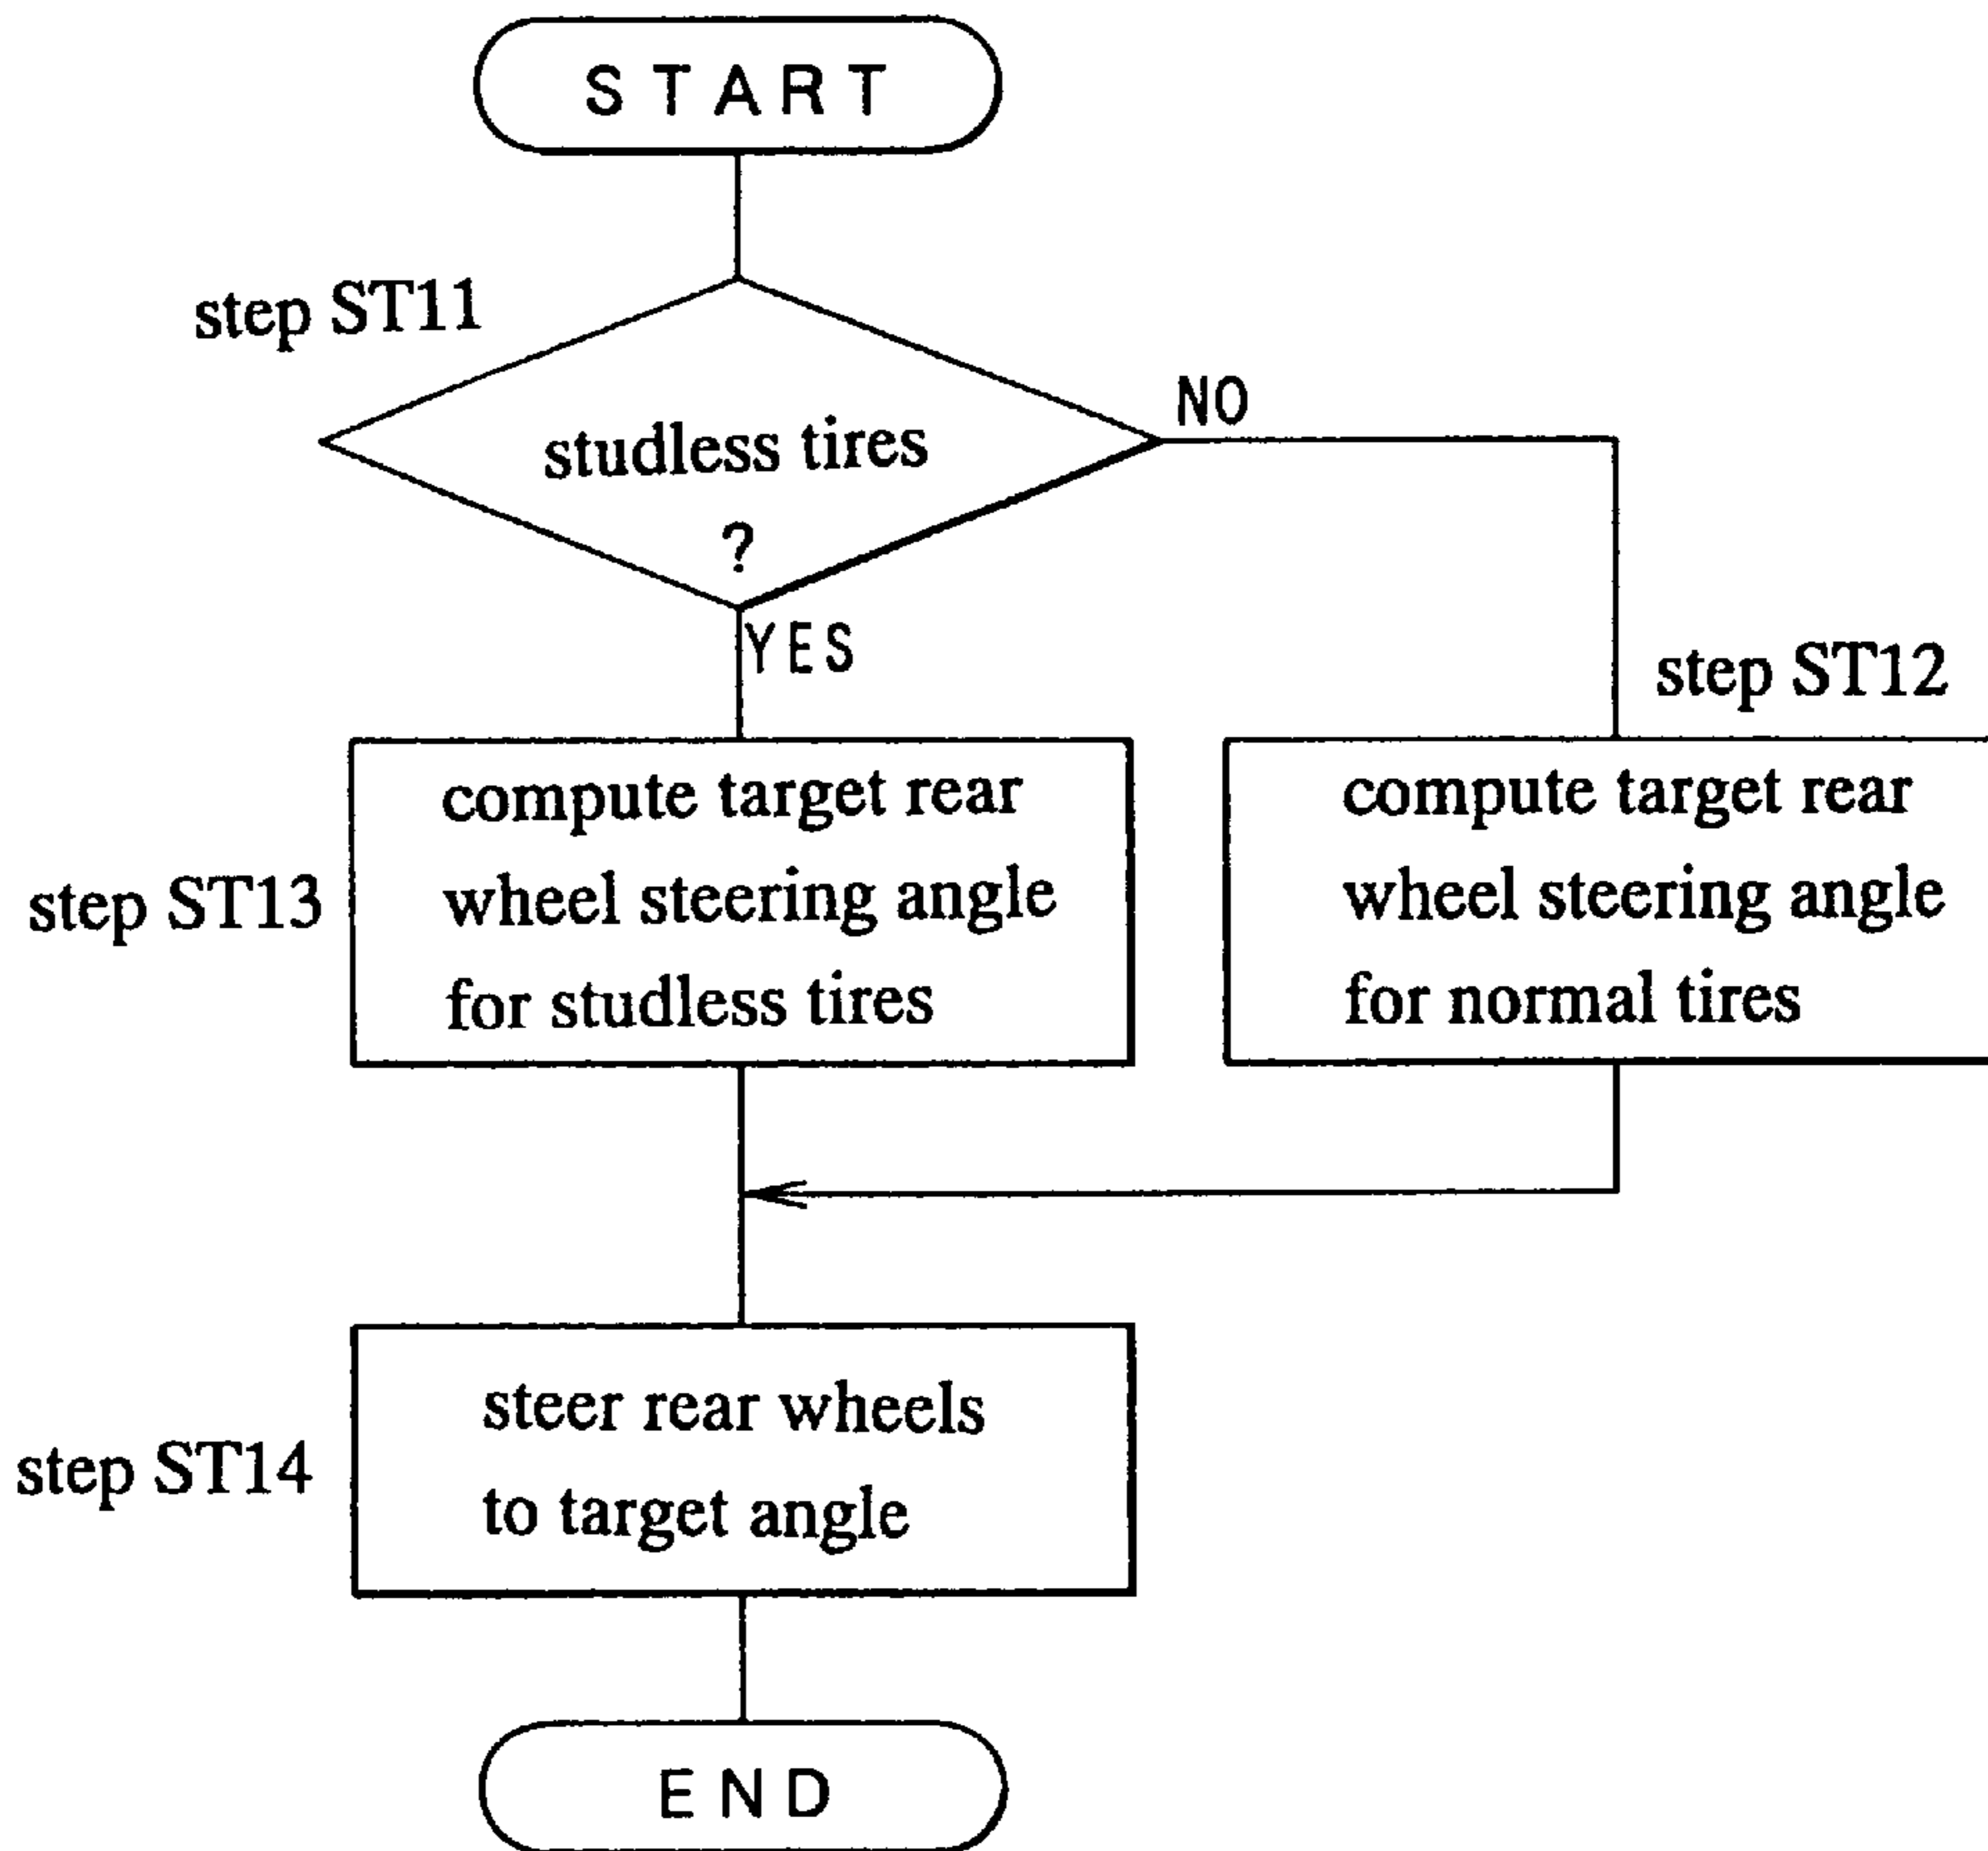 START
step ST11
studless tires
?
NO
YES
step ST12
step ST13
compute target rear
wheel steering angle
for studless tires
compute target rear
wheel steering angle
for normal tires
step ST14
steer rear wheels
to target angle
END